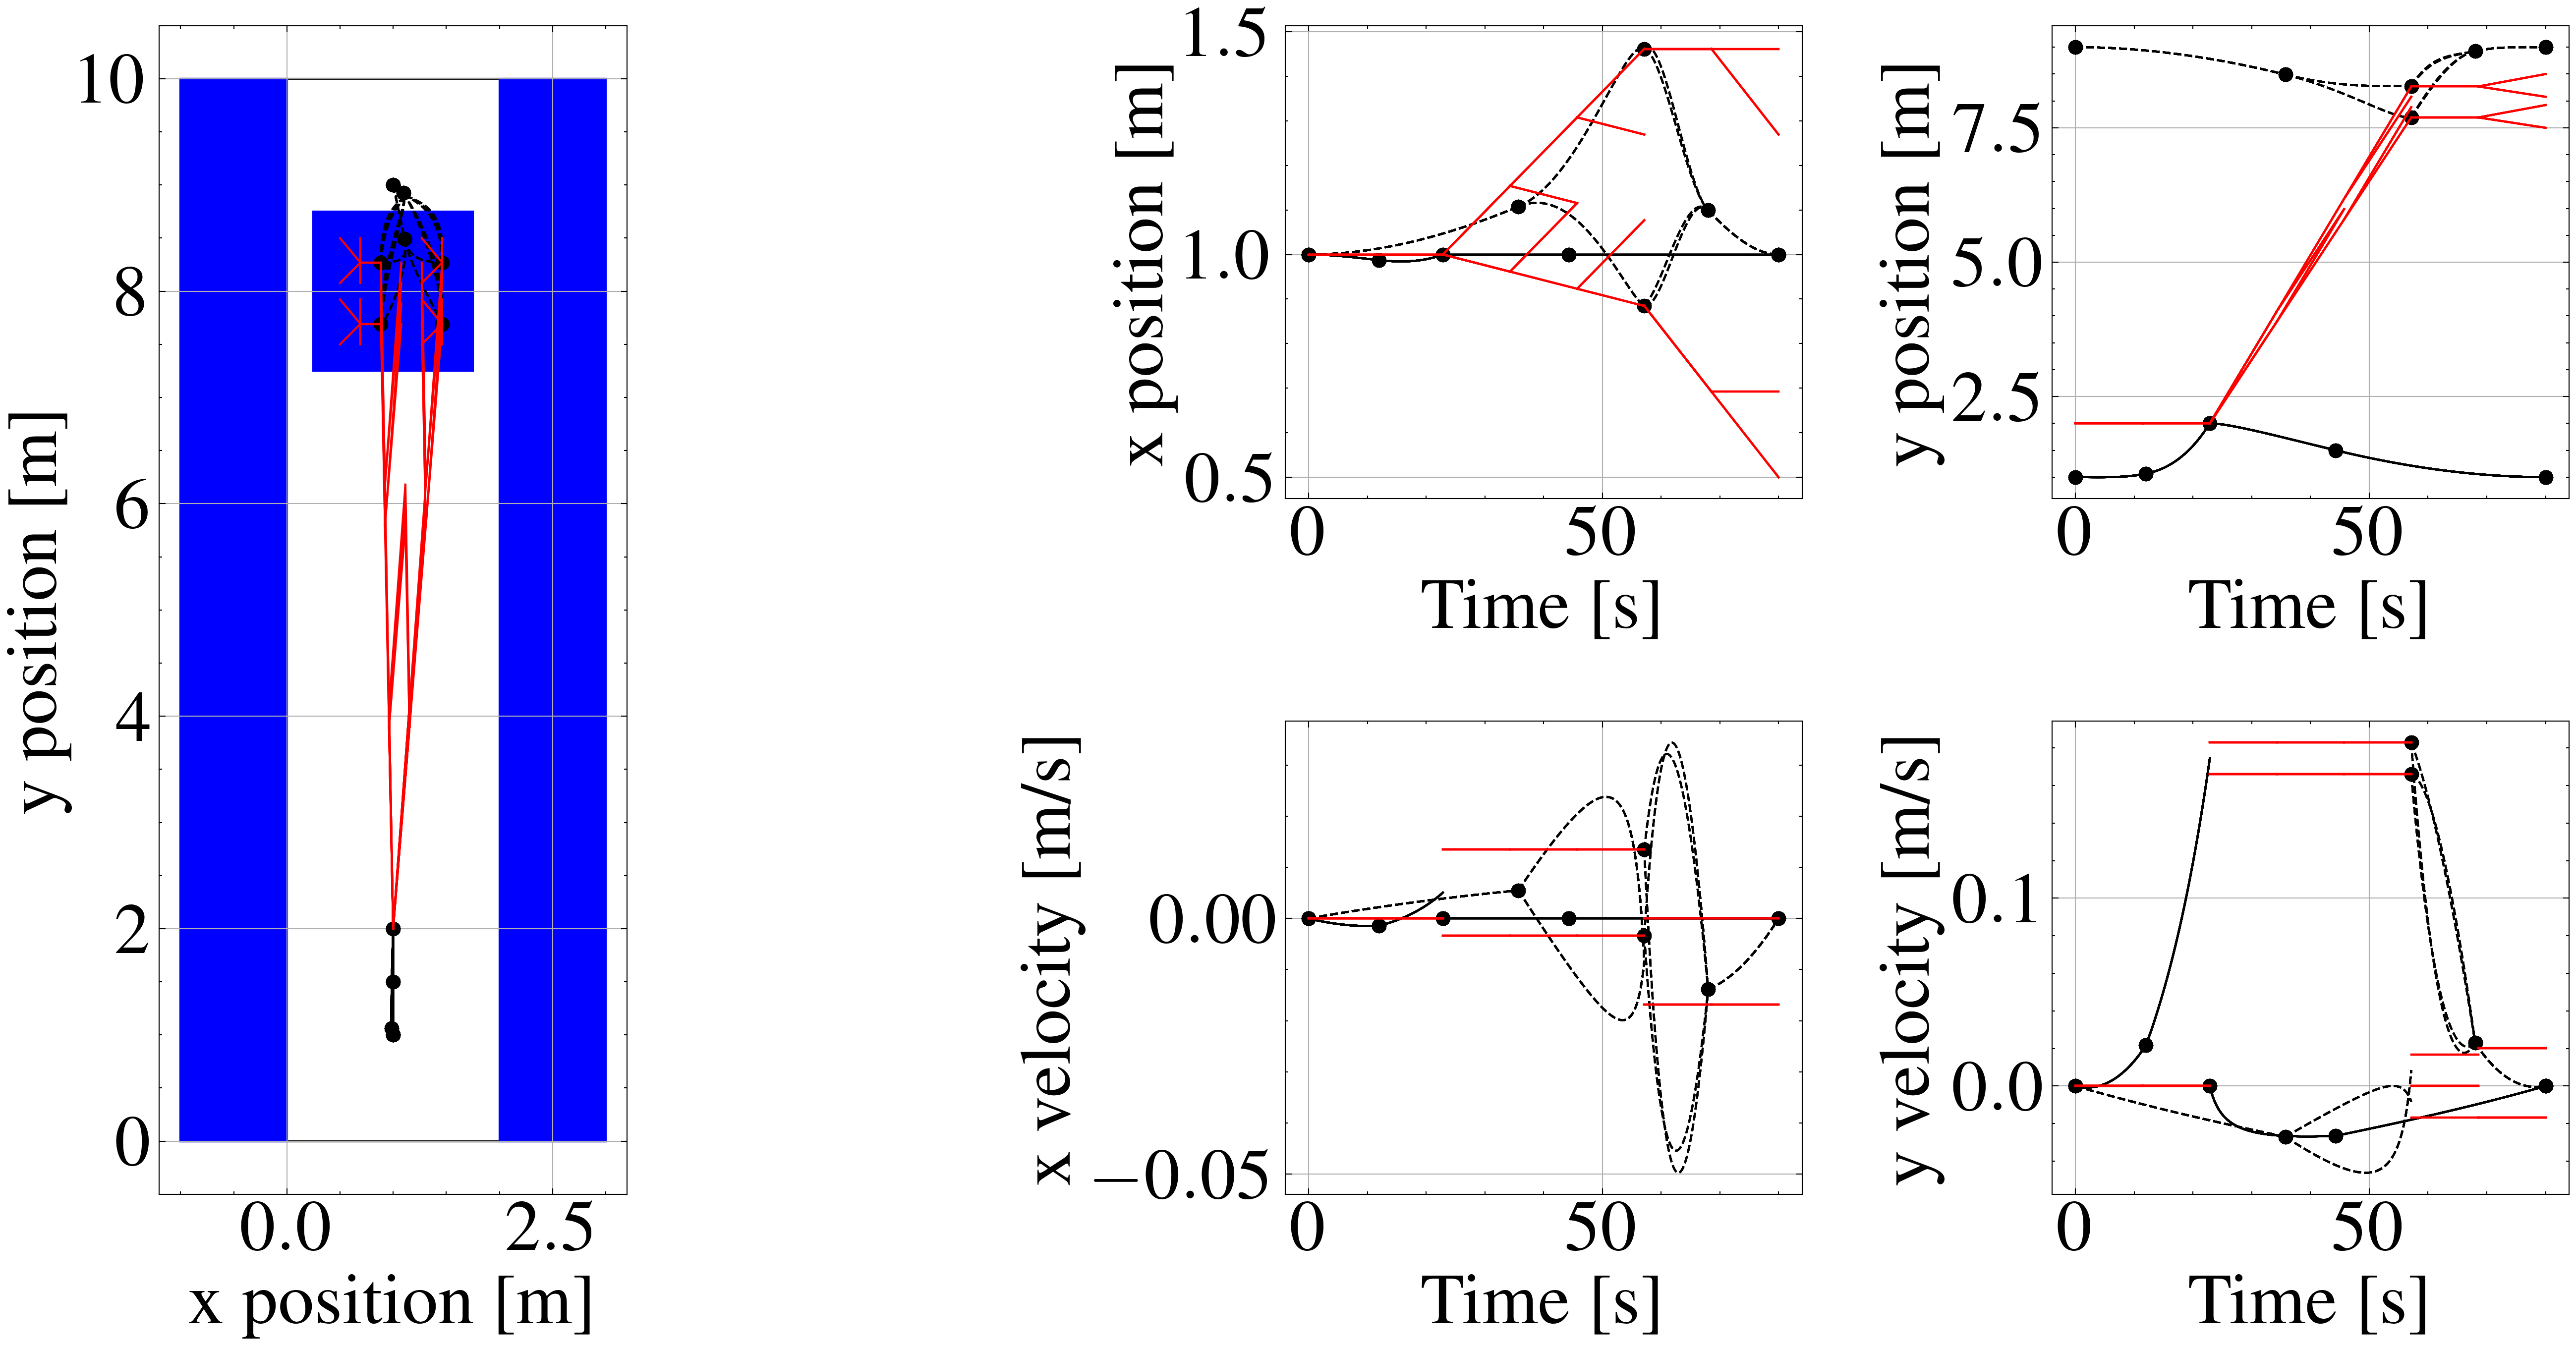 y position [m]
10
8
6
4
2
0
0.0 2.5
x position [m]
x position [m]
1.5
1.0
0.5
0 50
Time [s]
y position [m]
7.5
5.0
2.5
0 50
Time [s]
x velocity [m/s]
0.00
−0.05
0 50
Time [s]
y velocity [m/s]
0.1
0.0
0 50
Time [s]